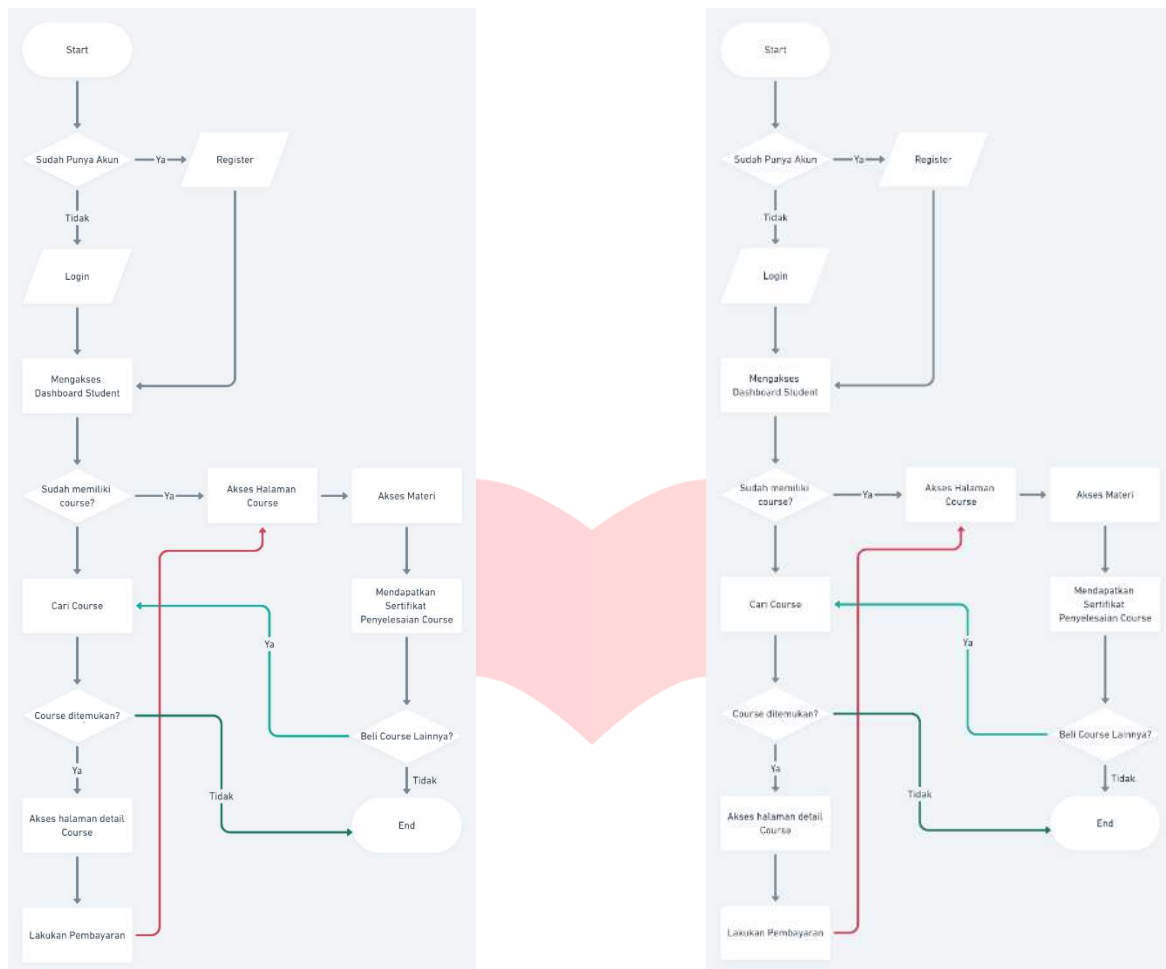 Start
Sudah Punya Akun
Ya
Register
Tidak
Login
Mengakses
Dashboard Student
Sudah memiliki
course?
Ya
Akses Halaman
Course
Akses Materi
Cari Course
Mendapatkan
Sertifikat
Penyelesaian Course
Ya
Course ditemukan?
Beli Course Lainnya?
Ya
Tidak
Tidak
Akses halaman detail
Course
End
Lakukan Pembayaran
Start
Sudah Punya Akun
Ya
Register
Tidak
Login
Mengakses
Dashboard Student
Sudah memiliki
course?
Ya
Akses Halaman
Course
Akses Materi
Cari Course
Mendapatkan
Sertifikat
Penyelesaian Course
Ya
Course ditemukan?
Beli Course Lainnya?
Ya
Tidak
Tidak
Akses halaman detail
Course
End
Lakukan Pembayaran